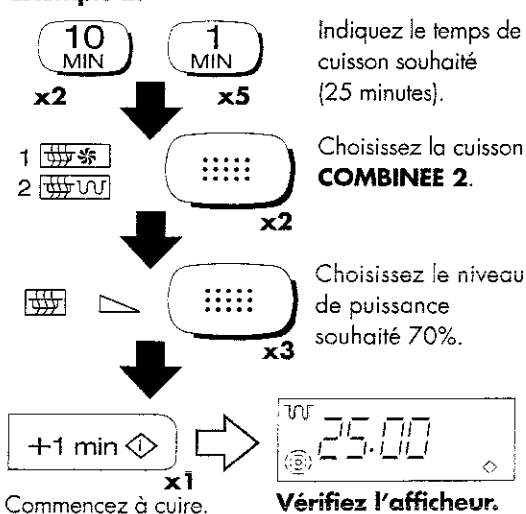 10
MIN
x2
1
MIN
x5
Indiquez le temps de
cuisson souhaité
(25 minutes).
1
2
x2
Choisissez la cuisson
COMBINEE 2.
x3
Choisissez le niveau
de puissance
souhaité 70%.
+1 min
x1
Commencez à cuire.
25.00
Vérifiez l'afficheur.